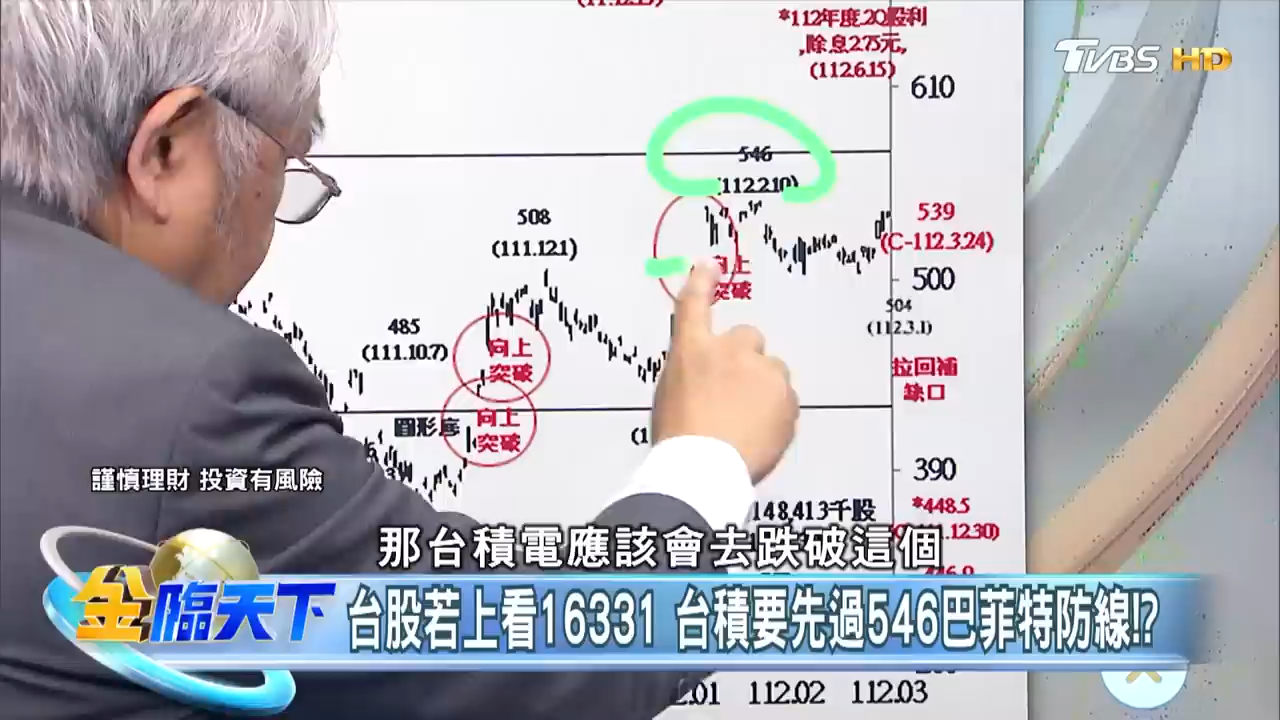 *112年度2Q股利
,除息2.75元,
(112.6.15)
TVBS HD
610
546
(112.2.10)
508
(111.12.1)
539
(C-112.3.24)
向上
突破
500
504
(112.3.1)
485
(111.10.7)
向上
突破
拉回補
缺口
圓形底
向上
突破
390
謹慎理財 投資有風險
148,413千股
*448.5
那台積電應該會去跌破這個
金臨天下
台股若上看16331 台積要先過546巴菲特防線!?
112.02
112.03